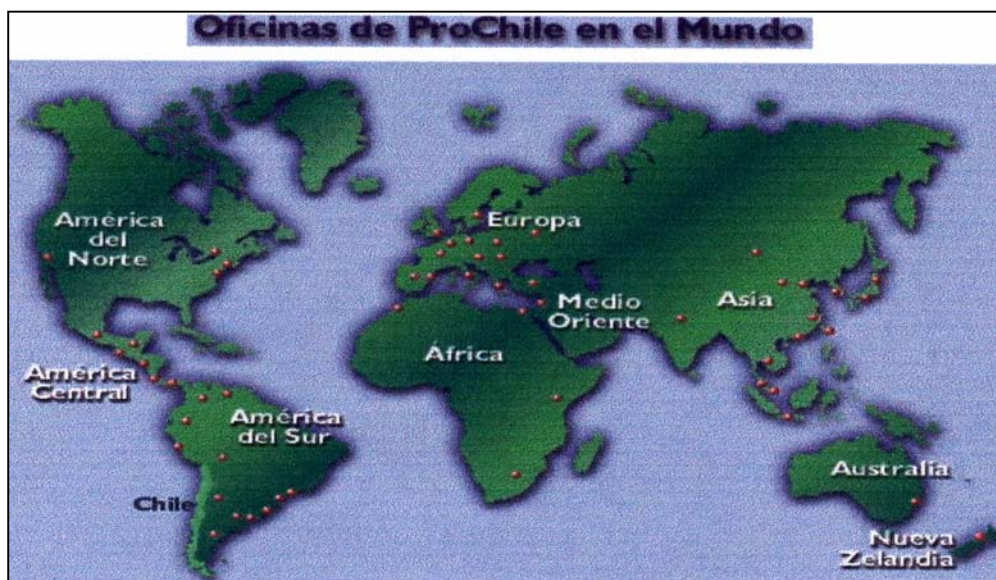 Oficinas de ProChile en el Mundo
América
del
Norte
Europa
Medio
Oriente
Asia
África
América
Central
América
del Sur
Chile
Australia
Nueva
Zelandia